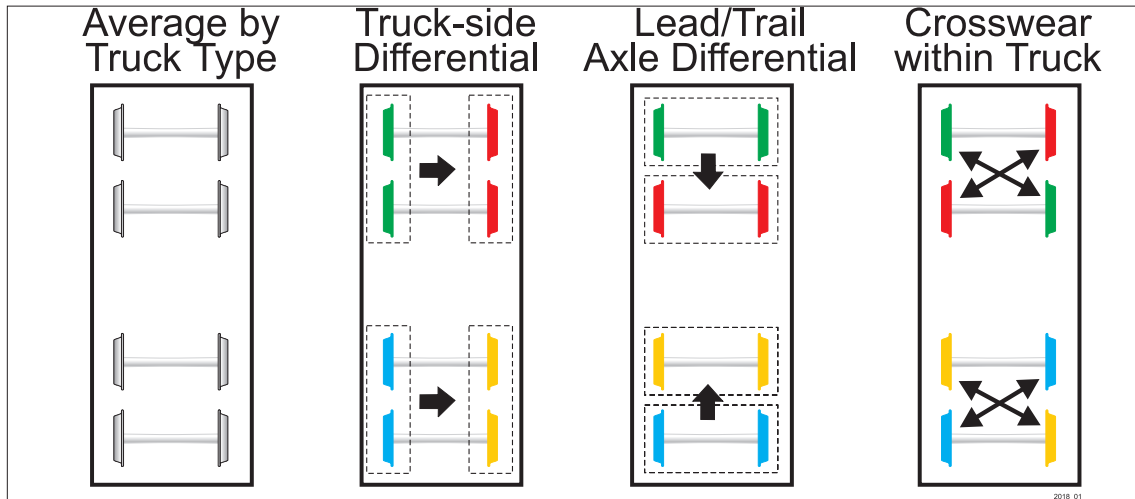 Average by
Truck Type
Truck-side
Differential
Lead/Trail
Axle Differential
Crosswear
within Truck
2018_01